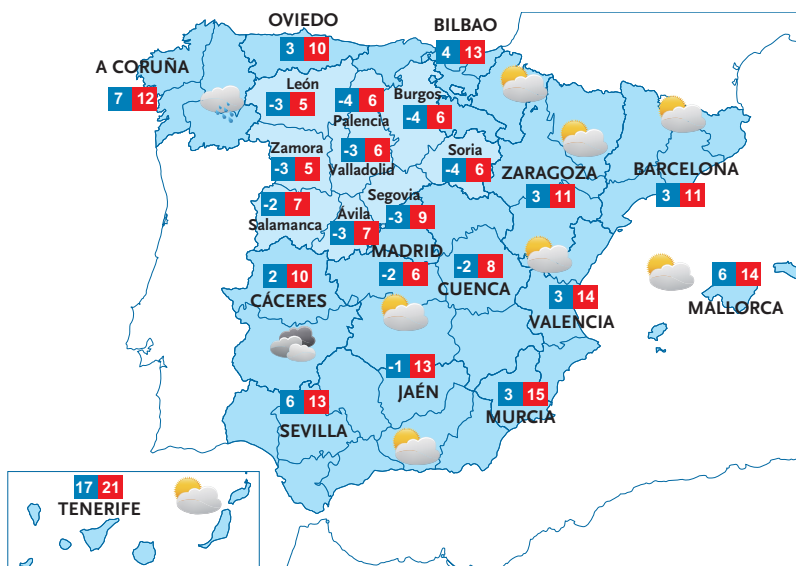 OVIEDO
3 10
BILBAO
4 13
A CORUÑA
7 12
León
-3 5
-4 6
Palencia
Burgos
-4 6
Zamora
-3 5
-3 6
Valladolid
Soria
-4 6
ZARAGOZA
3 11
BARCELONA
3 11
-2 7
Salamanca
Ávila
-3 7
Segovia
-3 9
MADRID
-2 6
-2 8
CUENCA
2 10
CÁCERES
3 14
VALENCIA
6 14
MALLORCA
-1 13
JAÉN
3 15
MURCIA
6 13
SEVILLA
17 21
TENERIFE